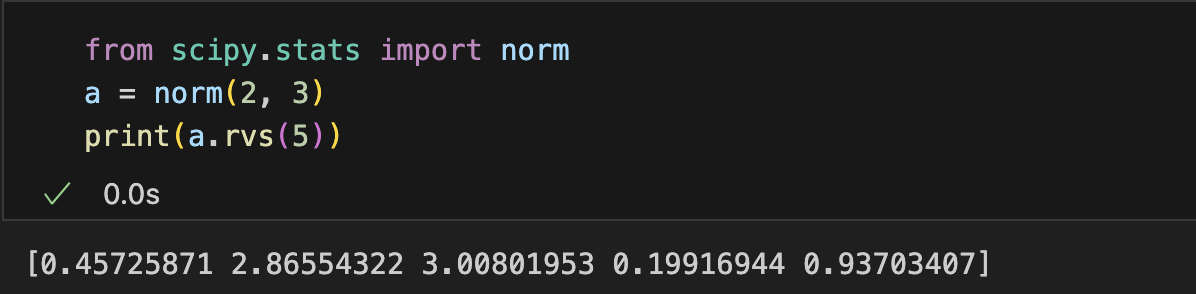 from scipy.stats import norm
a = norm(2, 3)
print(a.rvs(5))
✓ 0.0s
[0.45725871 2.86554322 3.00801953 0.19916944 0.93703407]